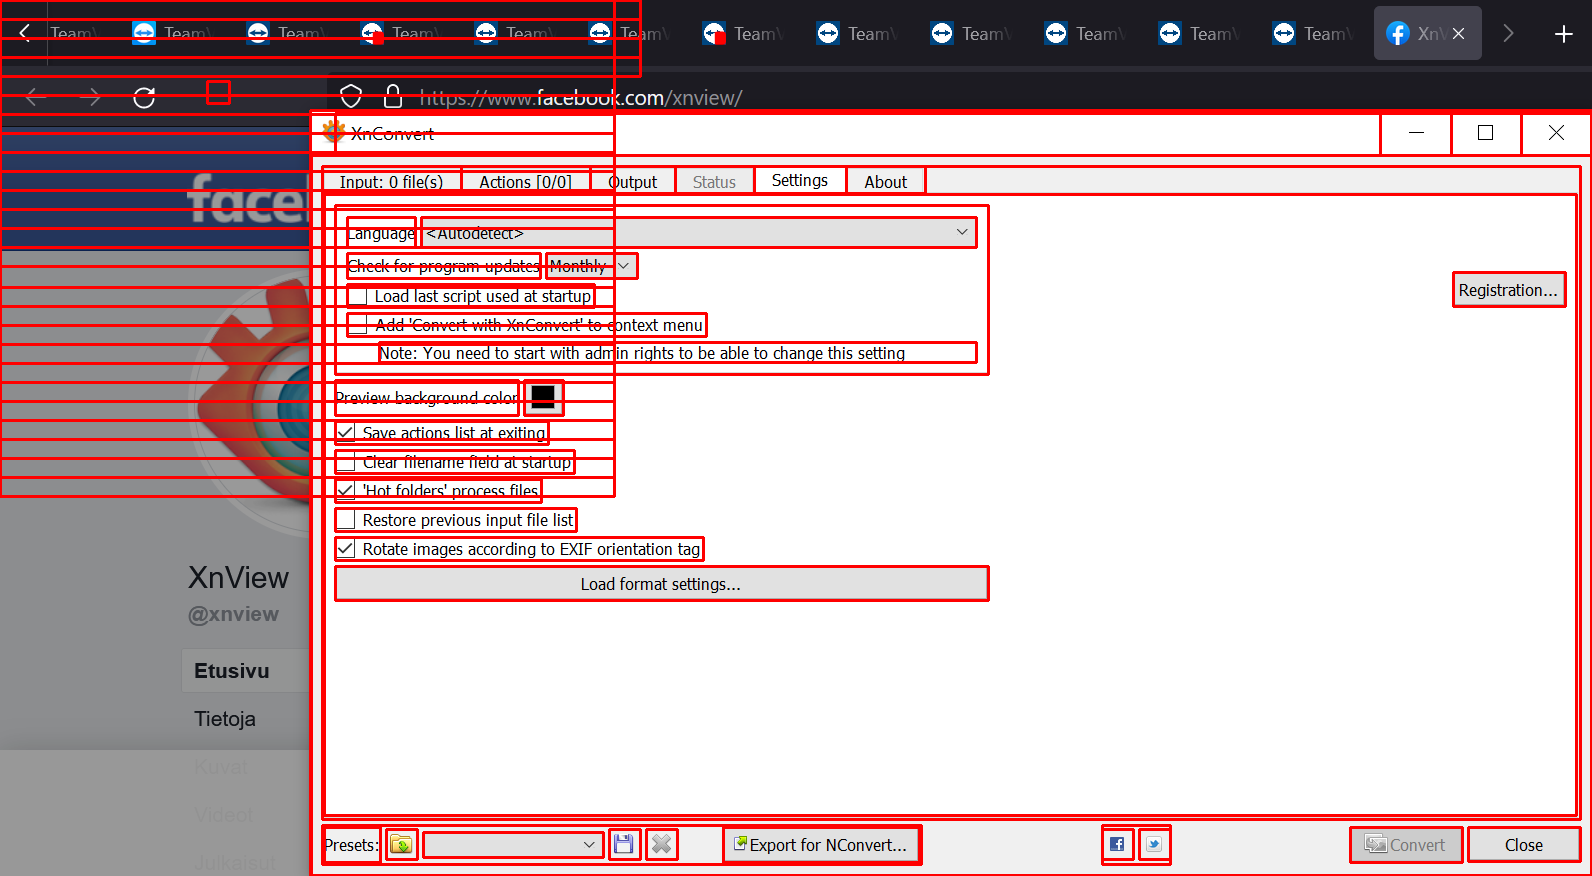 Team
Team
Team
Team
Team
Team
Team
Team
Team
Team
Team
Team
XnV
https://www.facebook.com/xnview/
XnConvert
Input: 0 file(s)
Actions [0/0]
Output
Status
Settings
About
Language
<Autodetect>
Check for program updates
Monthly
Load last script used at startup
Registration...
Add 'Convert with XnConvert' to context menu
Note: You need to start with admin rights to be able to change this setting
Preview background color
Save actions list at exiting
Clear filename field at startup
'Hot folders' process files
Restore previous input file list
Rotate images according to EXIF orientation tag
Load format settings...
XnView
@xnview
Etusivu
Tietoja
Kuvat
Videot
Julkaisut
Presets:
Export for NConvert...
Convert
Close